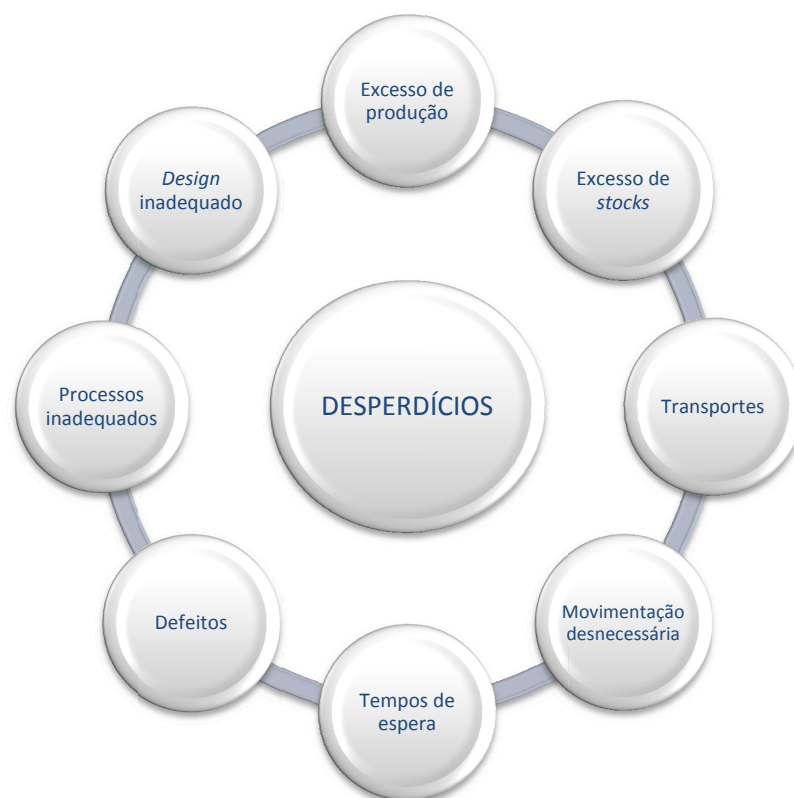 Excesso de
produção
Excesso de
stocks
Transportes
Movimentação
desnecessária
Tempos de
espera
Defeitos
Processos
inadequados
Design
inadequado
DESPERDÍCIOS